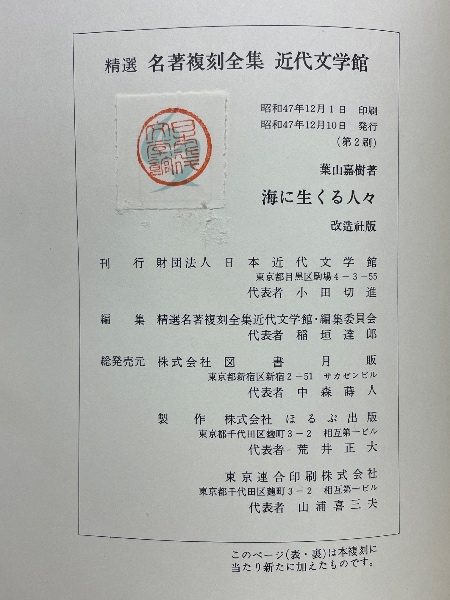 精選 名著複刻全集 近代文学館
昭和47年12月1日 印刷
昭和47年12月10日 発行
(第2刷)
葉山嘉樹著
海に生くる人々
改造社版
刊行 財団法人 日本近代文学館
東京都目黒区駒場4-3-55
代表者 小田切進
編集 精選名著複刻全集近代文学館・編集委員会
代表者 稲垣達郎
総発売元 株式会社 図書月販
東京都新宿区新宿2-51 サカゼンビル
代表者 中森蒔人
製作 株式会社 ほるぷ出版
東京都千代田区麹町3-2 相互第一ビル
代表者 荒井正大
東京連合印刷株式会社
東京都千代田区麹町3-2 相互第一ビル
代表者 山浦喜三夫
このページ(表・裏)は本複刻に
当たり新たに加えたものです。